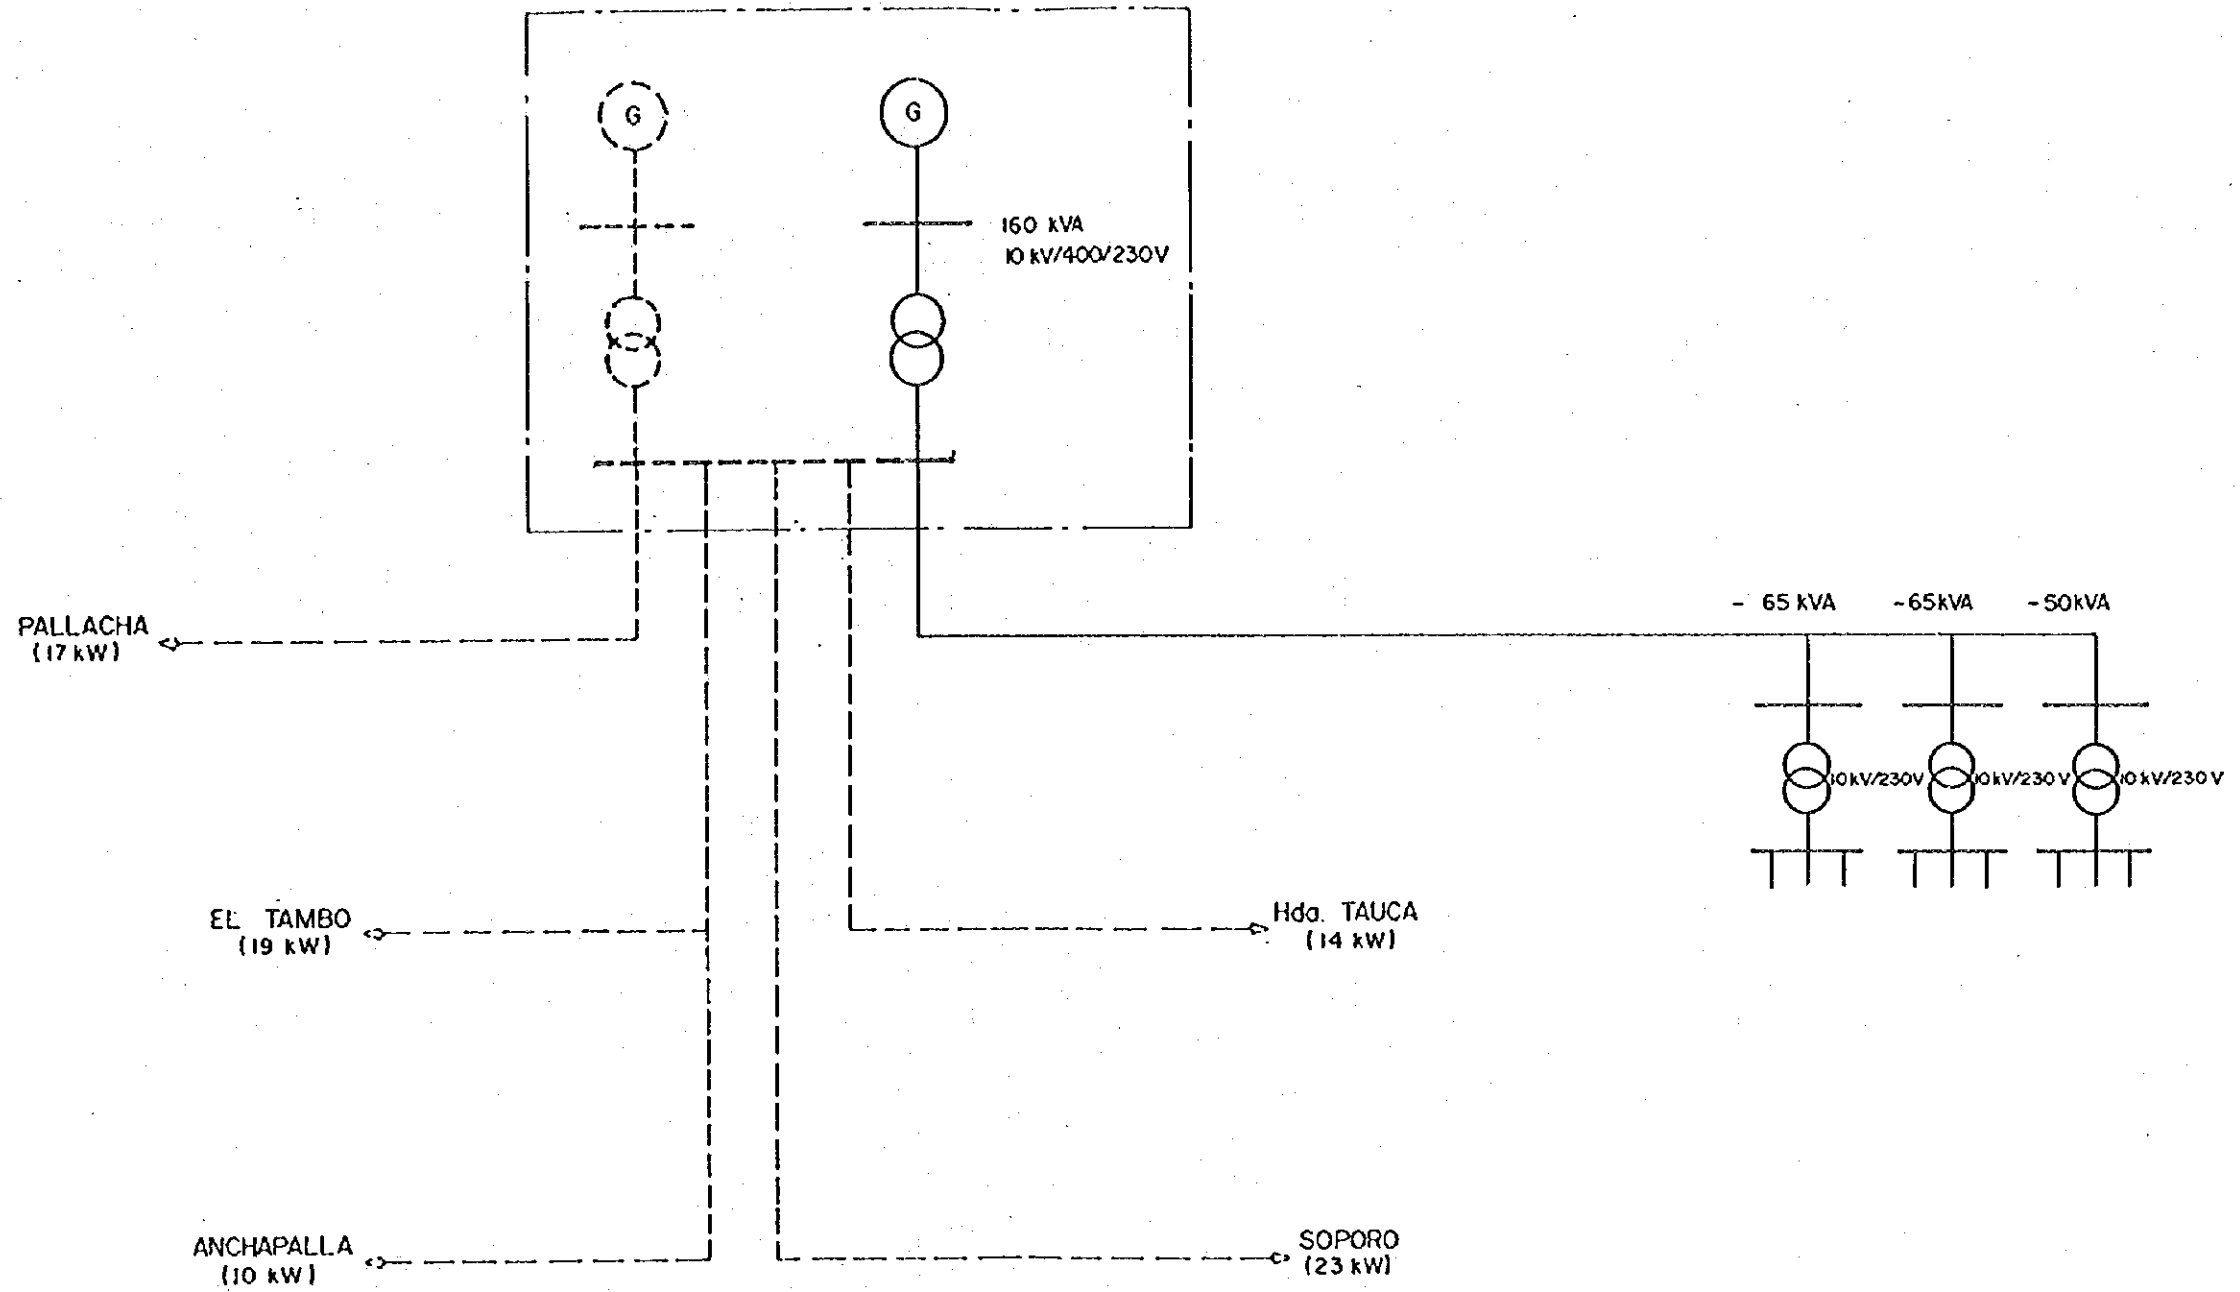 G
G
160 kVA
10 kV/400/230V
- 65 kVA
~65kVA
~50kVA
PALLACHA
(17 kW)
10kV/230V
10kV/230V
10kV/230V
EL TAMBO
(19 kW)
Hda. TAUCA
(14 kW)
ANCHAPALLA
(10 kW)
SOPORO
(23 kW)